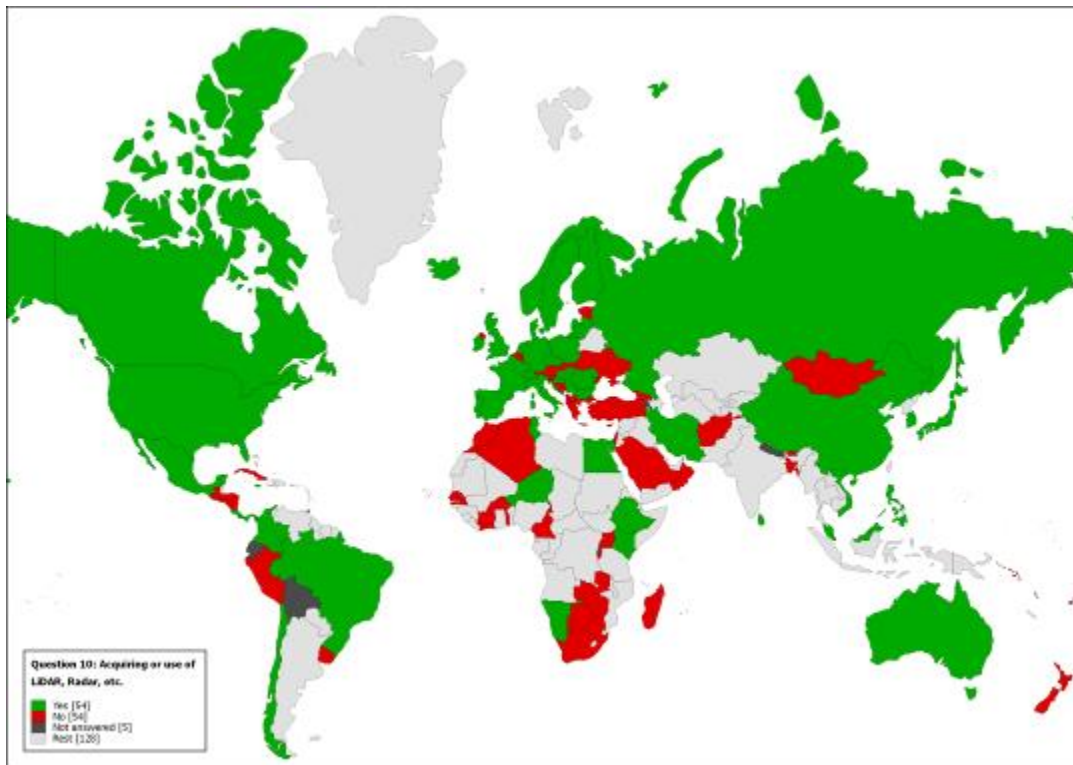 Question 10: Acquiring or use of
LiDAR, Radar, etc.
Yes [54]
No [54]
Not answered [5]
Rest [128]